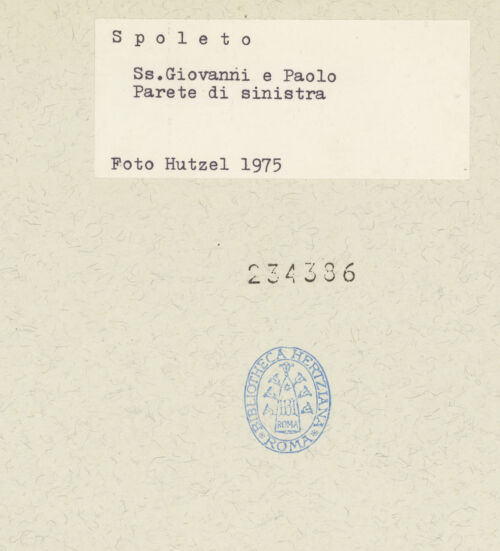 Spoleto
Ss.Giovanni e Paolo
Parete di sinistra
Foto Hutzel 1975
234386
BIBLIOTHECA HERTZIANA
ROMA
ROMA